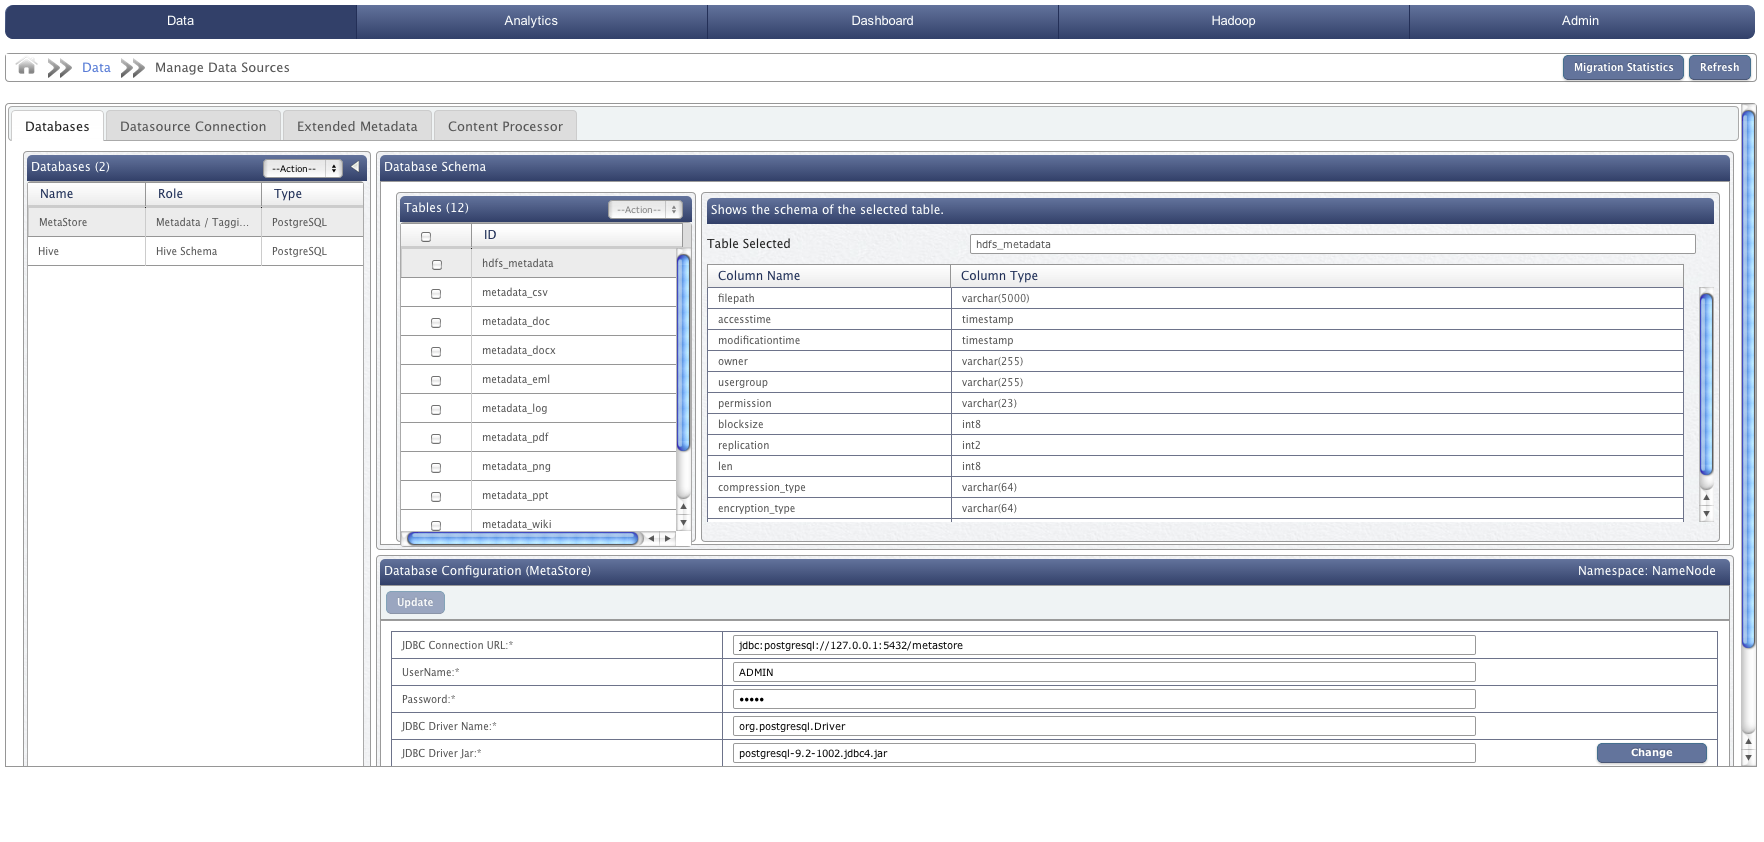 Data Analytics Dashboard Hadoop Admin
Data Manage Data Sources Migration Statistics Refresh
Databases Datasource Connection Extended Metadata Content Processor
Databases (2) --Action--
Name Role Type
MetaStore Metadata / Taggi... PostgreSQL
Hive Hive Schema PostgreSQL
Database Schema
Tables (12) --Action--
ID
hdfs_metadata
metadata_csv
metadata_doc
metadata_docx
metadata_eml
metadata_log
metadata_pdf
metadata_png
metadata_ppt
metadata_wiki
Shows the schema of the selected table.
Table Selected hdfs_metadata
Column Name Column Type
filepath varchar(5000)
accesstime timestamp
modificationtime timestamp
owner varchar(255)
usergroup varchar(255)
permission varchar(23)
blocksize int8
replication int2
len int8
compression_type varchar(64)
encryption_type varchar(64)
Database Configuration (MetaStore) Namespace: NameNode
Update
JDBC Connection URL:* jdbc:postgresql://127.0.0.1:5432/metastore
UserName:* ADMIN
Password:* •••••
JDBC Driver Name:* org.postgresql.Driver
JDBC Driver Jar:* postgresql-9.2-1002.jdbc4.jar Change